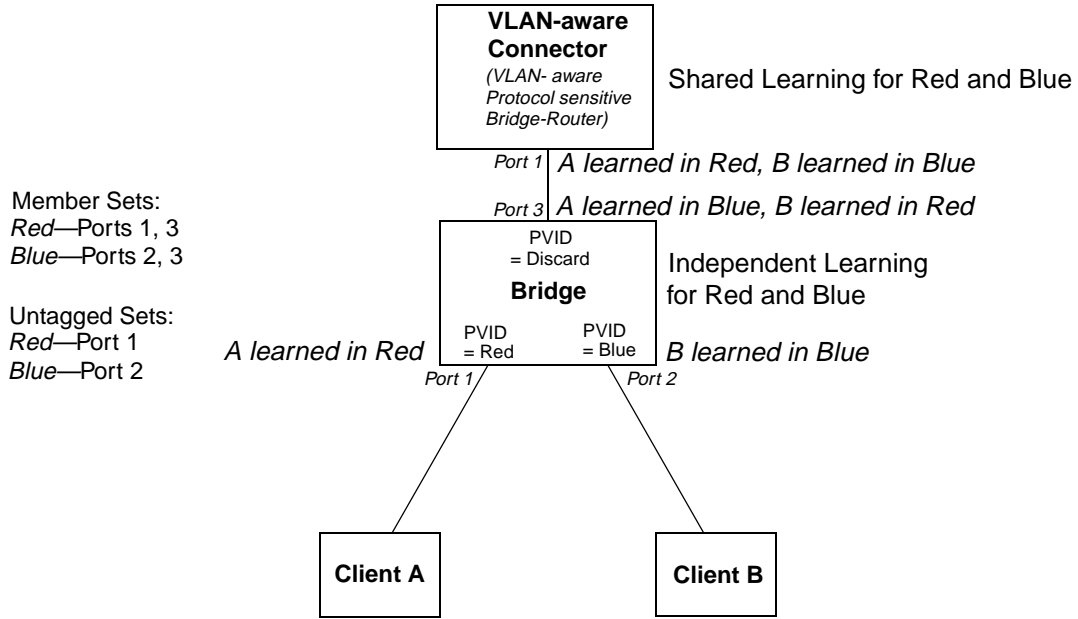 VLAN-aware
Connector
(VLAN- aware
Protocol sensitive
Bridge-Router)
Shared Learning for Red and Blue
Port 1
A learned in Red, B learned in Blue
Member Sets:
Red—Ports 1, 3
Blue—Ports 2, 3
Port 3
A learned in Blue, B learned in Red
PVID
= Discard
Bridge
Independent Learning
for Red and Blue
Untagged Sets:
Red—Port 1
Blue—Port 2
A learned in Red
PVID
= Red
PVID
= Blue
B learned in Blue
Port 1
Port 2
Client A
Client B